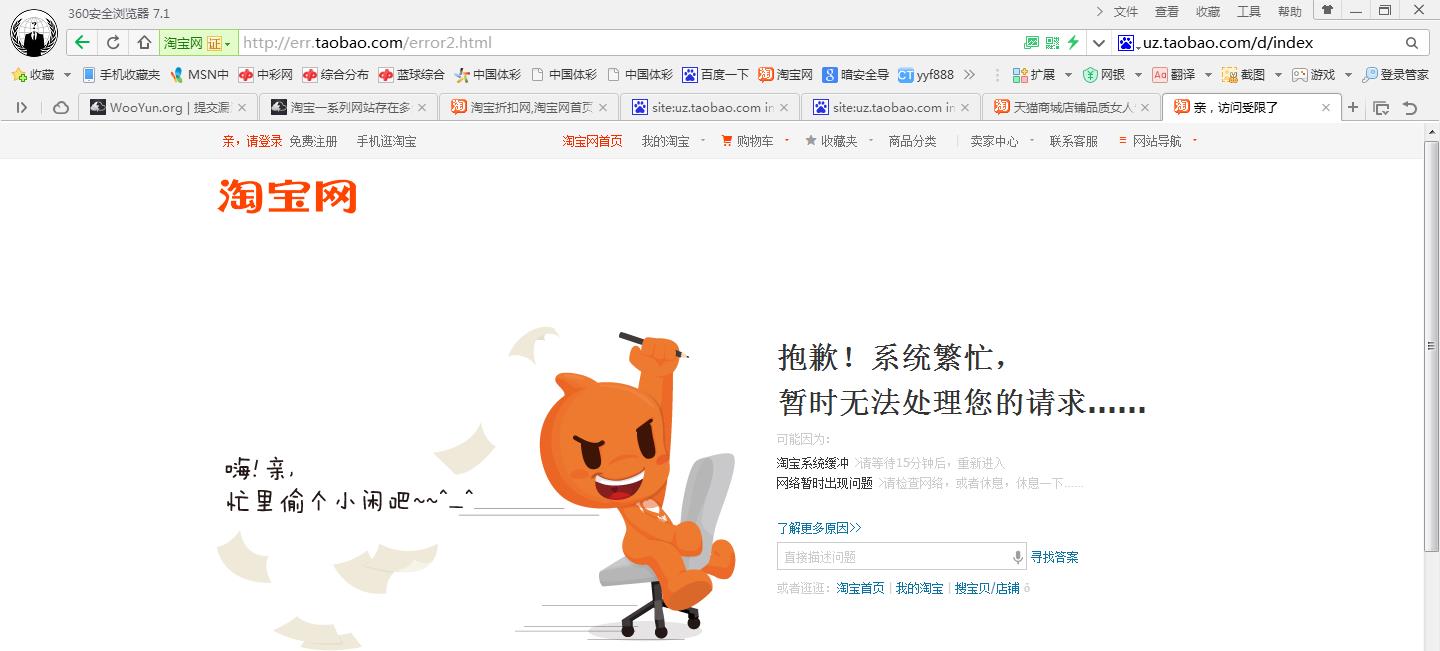 360安全浏览器 7.1
文件 查看 收藏 工具 帮助
淘宝网 证 http://err.taobao.com/error2.html uz.taobao.com/d/index
收藏 手机收藏夹 MSN中 中彩网 综合分布 蓝球综合 中国体彩 中国体彩 中国体彩 百度一下 淘宝网 暗安全导 yyf888 扩展 网银 翻译 截图 游戏 登录管家
WooYun.org | 提交漏 淘宝一系列网站存在多 淘宝折扣网,淘宝网首页 site:uz.taobao.com in site:uz.taobao.com in 天猫商城店铺品质女人 亲，访问受限了
亲，请登录 免费注册 手机逛淘宝 淘宝网首页 我的淘宝 购物车 收藏夹 商品分类 卖家中心 联系客服 网站导航
淘宝网
抱歉！系统繁忙，
暂时无法处理您的请求......
可能因为：
淘宝系统缓冲 >请等待15分钟后，重新进入
网络暂时出现问题 >请检查网络，或者休息，休息一下......
嗨！亲，
忙里偷个小闲吧~~^_^
了解更多原因>>
直接描述问题 寻找答案
或者逛逛：淘宝首页 | 我的淘宝 | 搜宝贝/店铺